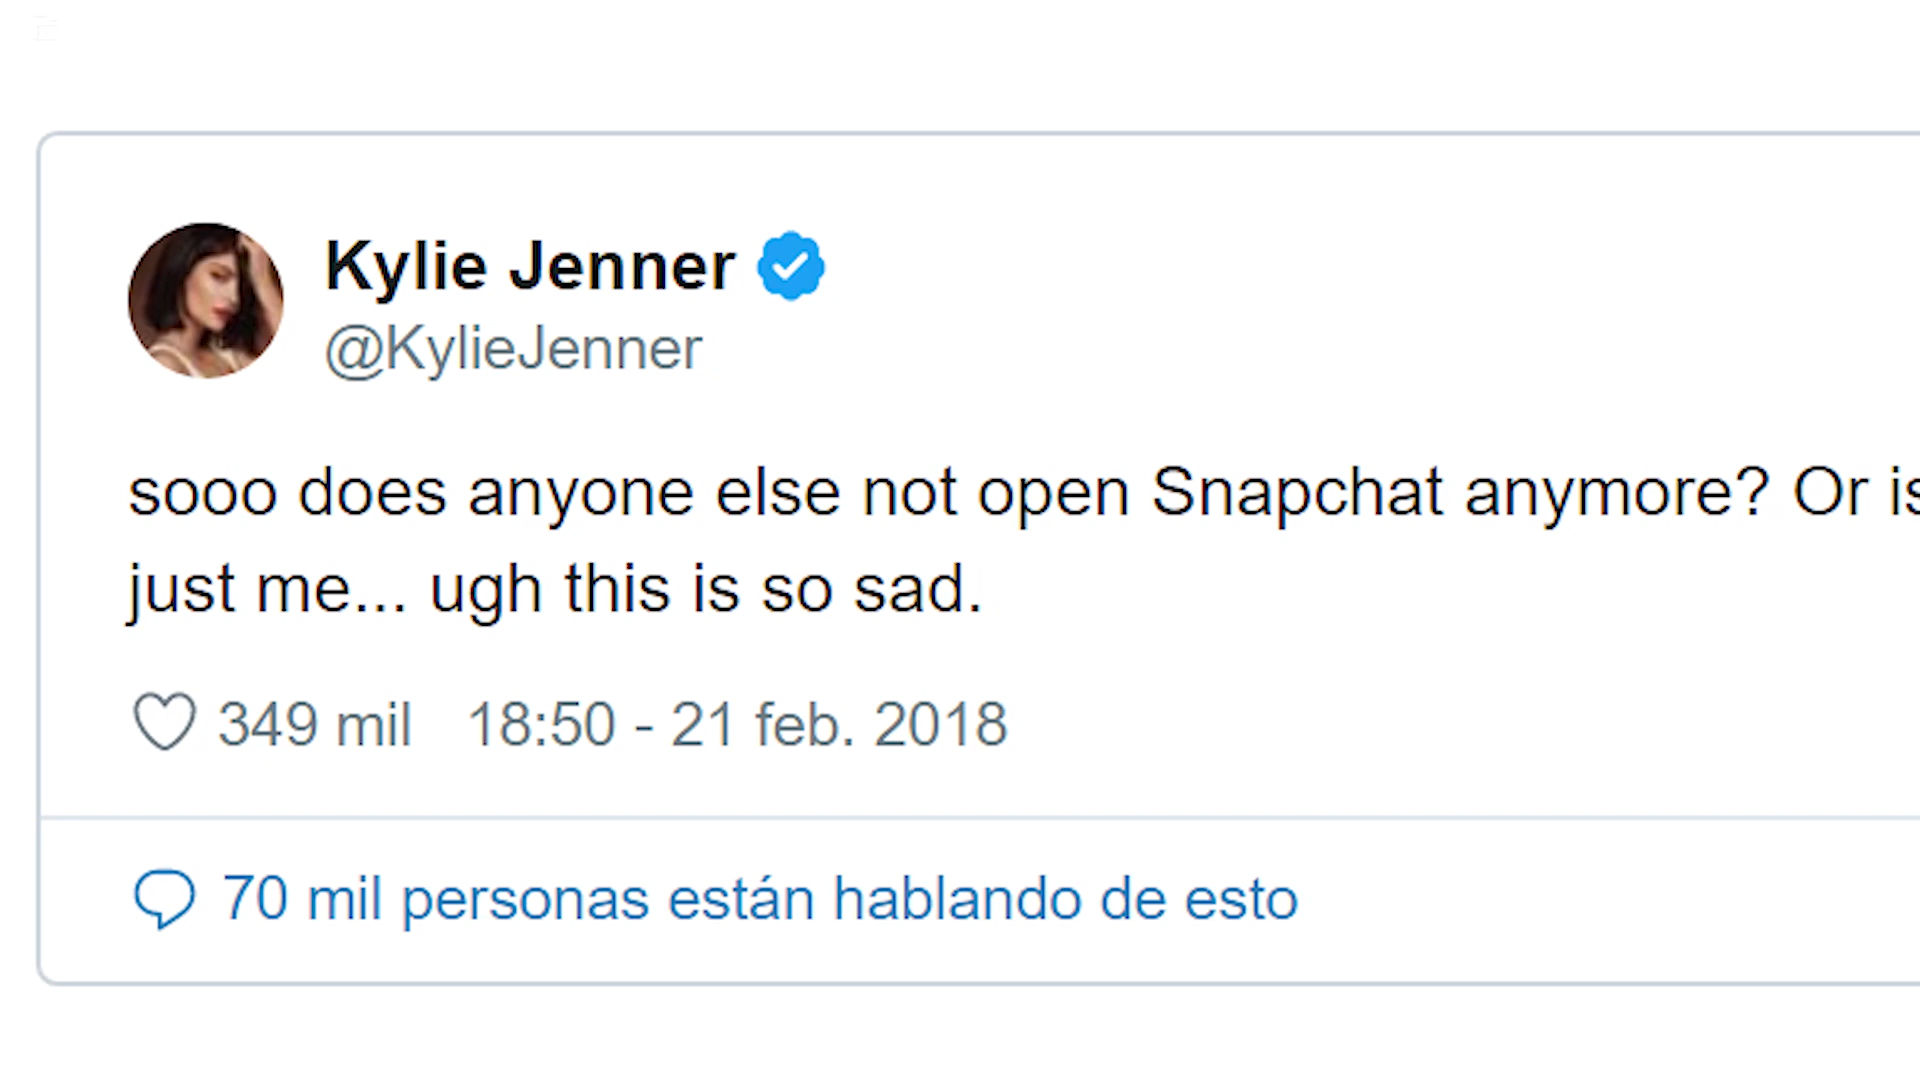 Kylie Jenner
@KylieJenner
sooo does anyone else not open Snapchat anymore? Or is
just me... ugh this is so sad.
349 mil 18:50 - 21 feb. 2018
70 mil personas están hablando de esto